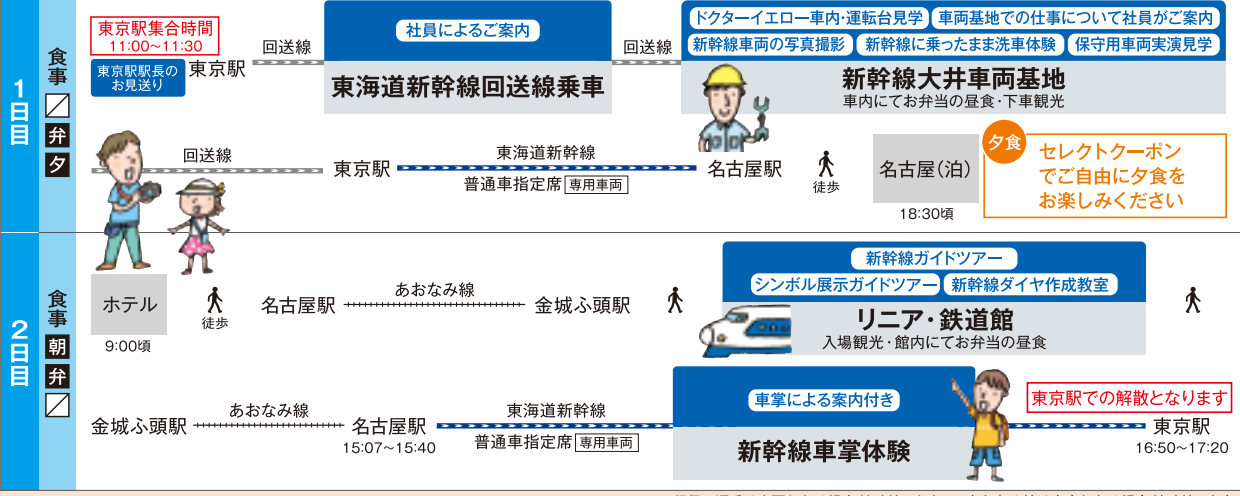 1日目
食事
弁
夕
東京駅集合時間
11:00〜11:30
東京駅駅長の
お見送り
東京駅
回送線
社員によるご案内
東海道新幹線回送線乗車
回送線
ドクターイエロー車内・運転台見学
車両基地での仕事について社員がご案内
新幹線車両の写真撮影
新幹線に乗ったまま洗車体験
保守用車両実演見学
新幹線大井車両基地
車内にてお弁当の昼食・下車観光
回送線
東京駅
東海道新幹線
普通車指定席 専用車両
名古屋駅
徒歩
名古屋(泊)
18:30頃
夕食
セレクトクーポン
でご自由に夕食を
お楽しみください
2日目
食事
朝
弁
ホテル
9:00頃
徒歩
名古屋駅
あおなみ線
金城ふ頭駅
新幹線ガイドツアー
シンボル展示ガイドツアー
新幹線ダイヤ作成教室
リニア・鉄道館
入場観光・館内にてお弁当の昼食
金城ふ頭駅
あおなみ線
名古屋駅
15:07〜15:40
東海道新幹線
普通車指定席 専用車両
車掌による案内付き
新幹線車掌体験
東京駅での解散となります
東京駅
16:50〜17:20